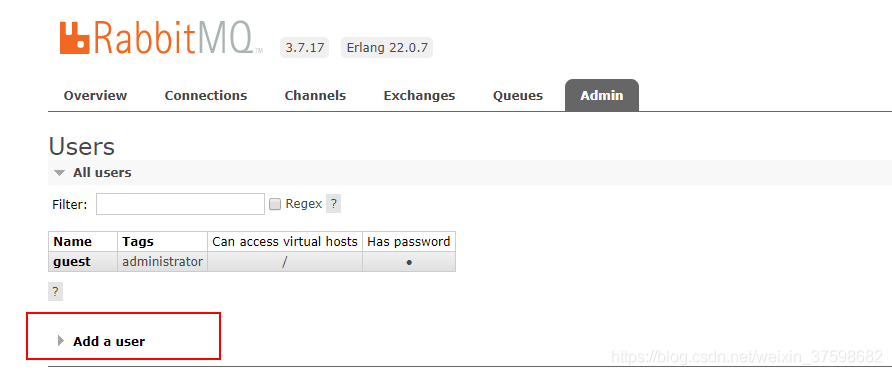 RabbitMQ™ 3.7.17 Erlang 22.0.7
Overview Connections Channels Exchanges Queues Admin
Users
All users
Filter: Regex ?
Name Tags Can access virtual hosts Has password
guest administrator / •
?
Add a user
https://blog.csdn.net/weixin_37598682